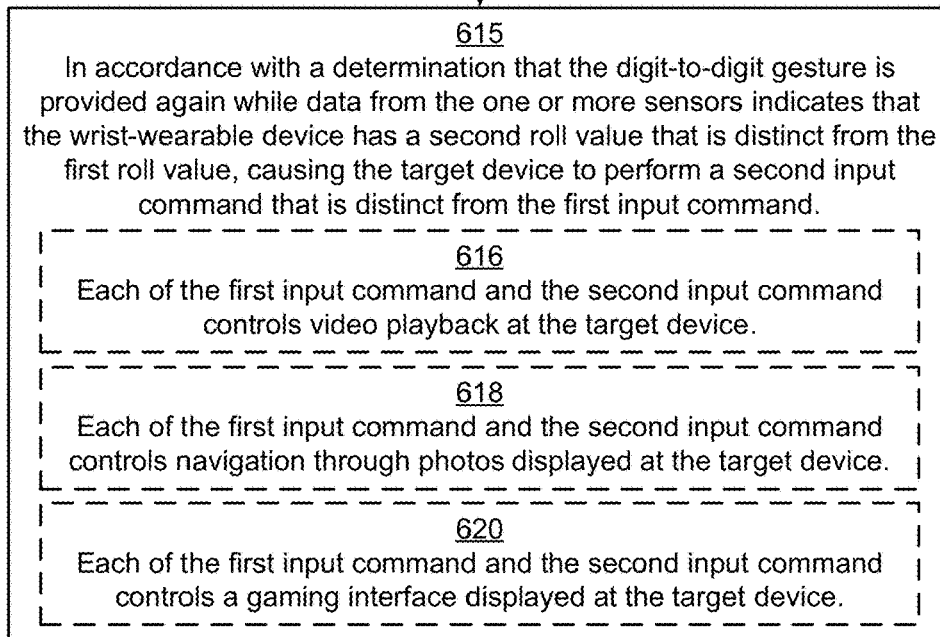 615
In accordance with a determination that the digit-to-digit gesture is
provided again while data from the one or more sensors indicates that
the wrist-wearable device has a second roll value that is distinct from the
first roll value, causing the target device to perform a second input
command that is distinct from the first input command.
616
Each of the first input command and the second input command
controls video playback at the target device.
618
Each of the first input command and the second input command
controls navigation through photos displayed at the target device.
620
Each of the first input command and the second input command
controls a gaming interface displayed at the target device.